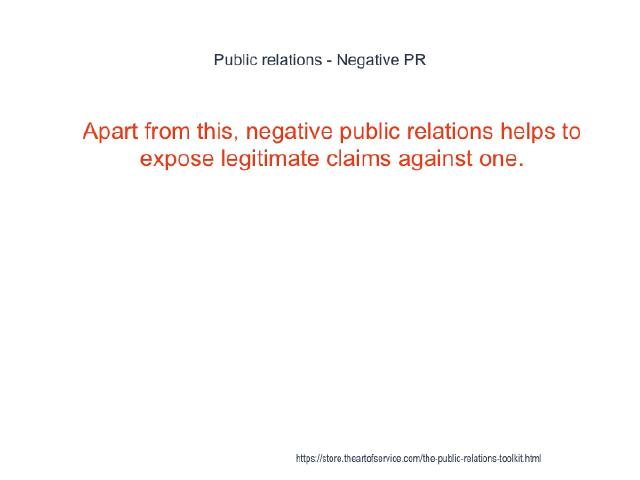 Public relations - Negative PR
Apart from this, negative public relations helps to
expose legitimate claims against one.
https://store.theartofservice.com/the-public-relations-toolkit.html